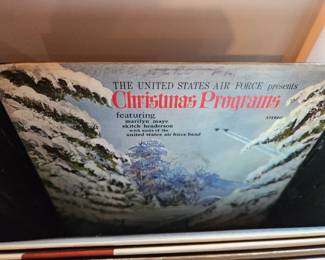 THE UNITED STATES AIR FORCE presents
Christmas Programs
STEREO
featuring
marilyn maye
skitch henderson
with units of the
united states air force band